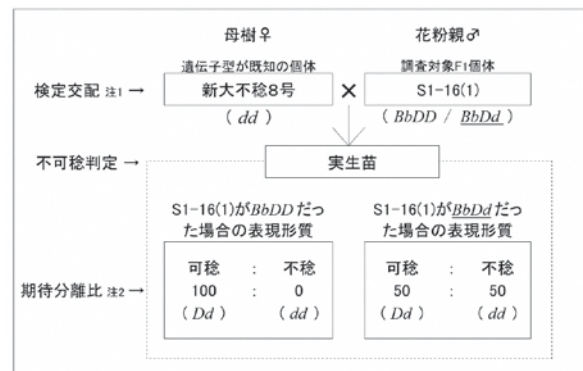 母樹♀ 花粉親♂
遺伝子型が既知の個体 調査対象F1個体
検定交配 注1 → 新大不稔8号 × S1-16(1)
( dd ) ( BbDD / BbDd )
不可稔判定 → 実生苗
S1-16(1)がBbDDだっ S1-16(1)がBbDdだっ
た場合の表現形質 た場合の表現形質
可稔 : 不稔 可稔 : 不稔
期待分離比 注2 → 100 : 0 50 : 50
( Dd ) ( dd ) ( Dd ) ( dd )